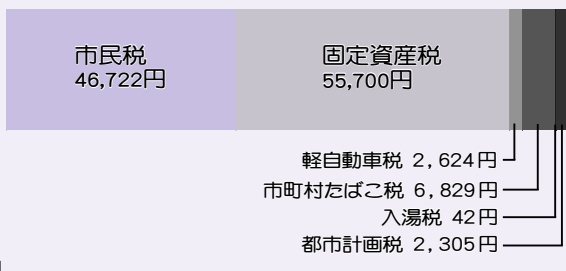 市民税
46,722円
固定資産税
55,700円
軽自動車税 2,624円
市町村たばこ税 6,829円
入湯税 42円
都市計画税 2,305円